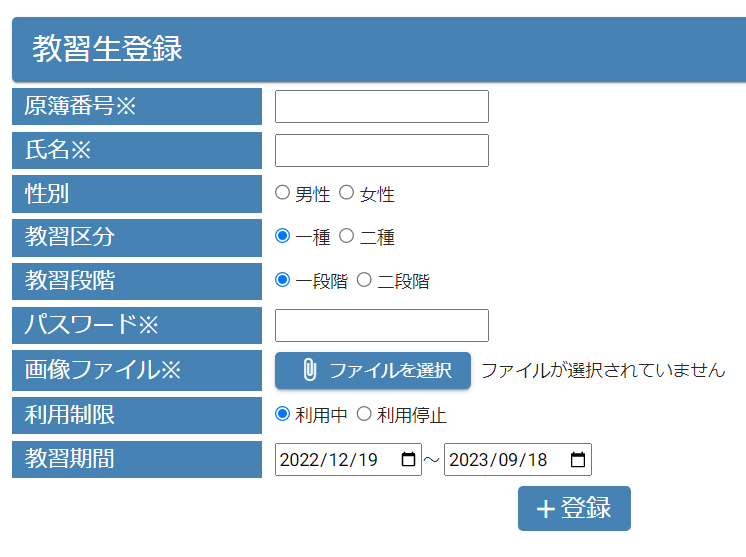 教習生登録
原簿番号※
氏名※
性別 男性 女性
教習区分 一種 二種
教習段階 一段階 二段階
パスワード※
画像ファイル※ ファイルを選択 ファイルが選択されていません
利用制限 利用中 利用停止
教習期間 2022/12/19 ～ 2023/09/18
+登録